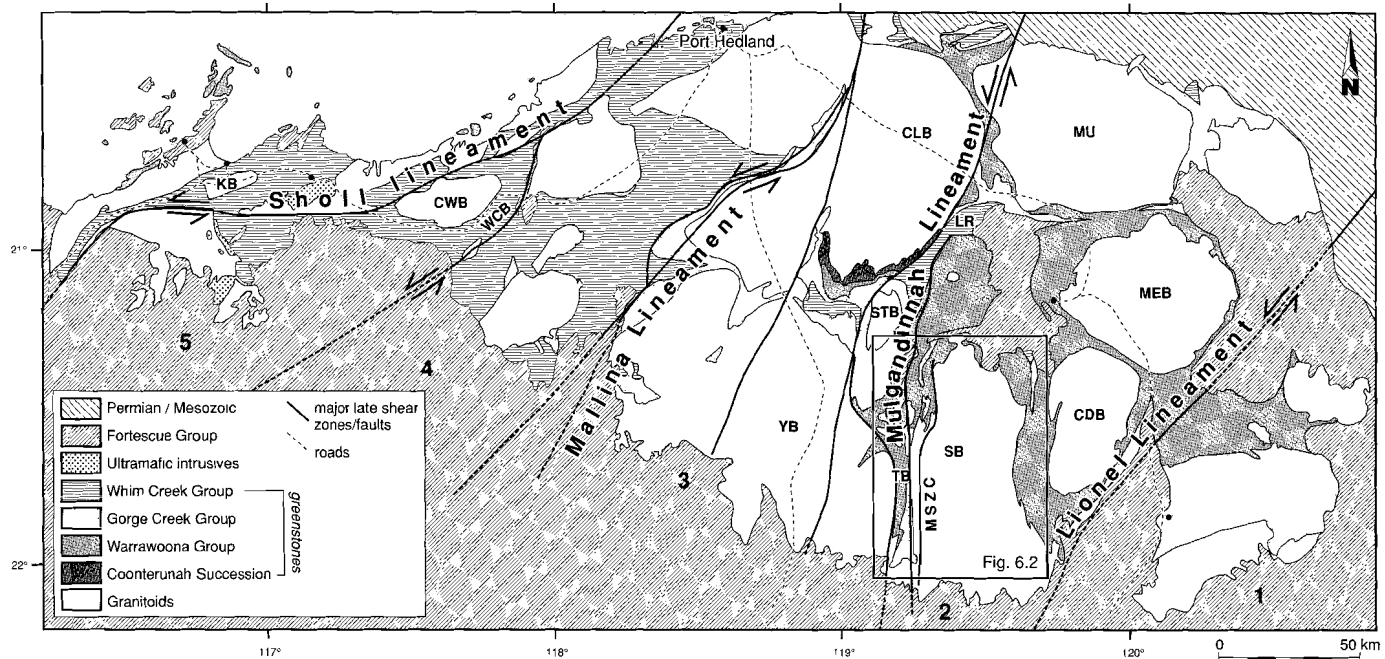 Port Hedland
N
CLB
MU
KB
Sholl lineament
CWB
WCB
LR
21°
Mallina Lineament
Mulgandinnah Lineament
STB
MEB
5
4
3
YB
TB
MSZC
SB
CDB
Lionel Lineament
Fig. 6.2
22°
2
1
Permian / Mesozoic
Fortescue Group
Ultramafic intrusives
Whim Creek Group
Gorge Creek Group
Warrawoona Group
Coonterunah Succession
Granitoids
greenstones
major late shear
zones/faults
roads
117°
118°
119°
120°
0 50 km